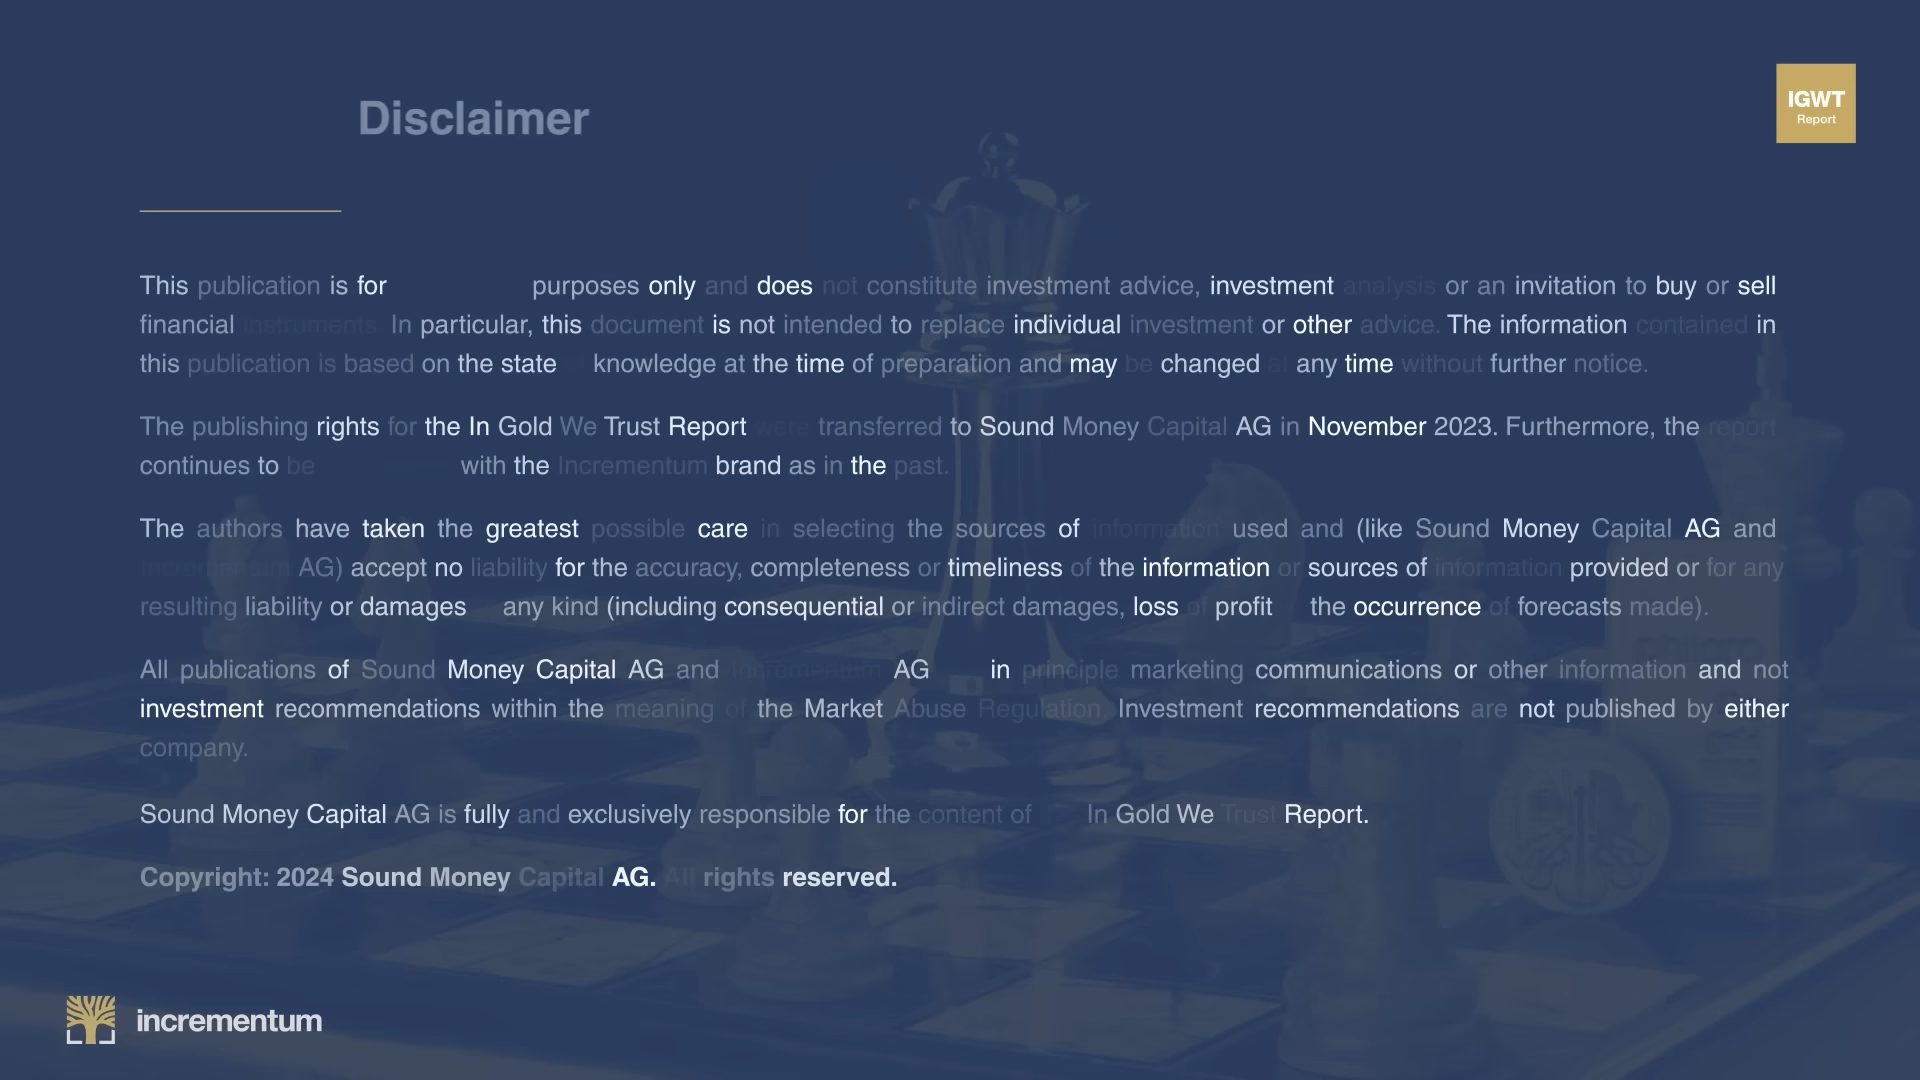 Disclaimer
IGWT
Report
This publication is for purposes only and does not constitute investment advice, investment analysis or an invitation to buy or sell
financial instruments. In particular, this document is not intended to replace individual investment or other advice. The information contained in
this publication is based on the state knowledge at the time of preparation and may be changed at any time without further notice.
The publishing rights for the In Gold We Trust Report were transferred to Sound Money Capital AG in November 2023. Furthermore, the report
continues to be with the Incrementum brand as in the past.
The authors have taken the greatest possible care in selecting the sources of information used and (like Sound Money Capital AG and
Incrementum AG) accept no liability for the accuracy, completeness or timeliness of the information or sources of information provided or for any
resulting liability or damages any kind (including consequential or indirect damages, loss of profit the occurrence of forecasts made).
All publications of Sound Money Capital AG and Incrementum AG in principle marketing communications or other information and not
investment recommendations within the meaning of the Market Abuse Regulation. Investment recommendations are not published by either
company.
Sound Money Capital AG is fully and exclusively responsible for the content of In Gold We Trust Report.
Copyright: 2024 Sound Money Capital AG. All rights reserved.
incrementum